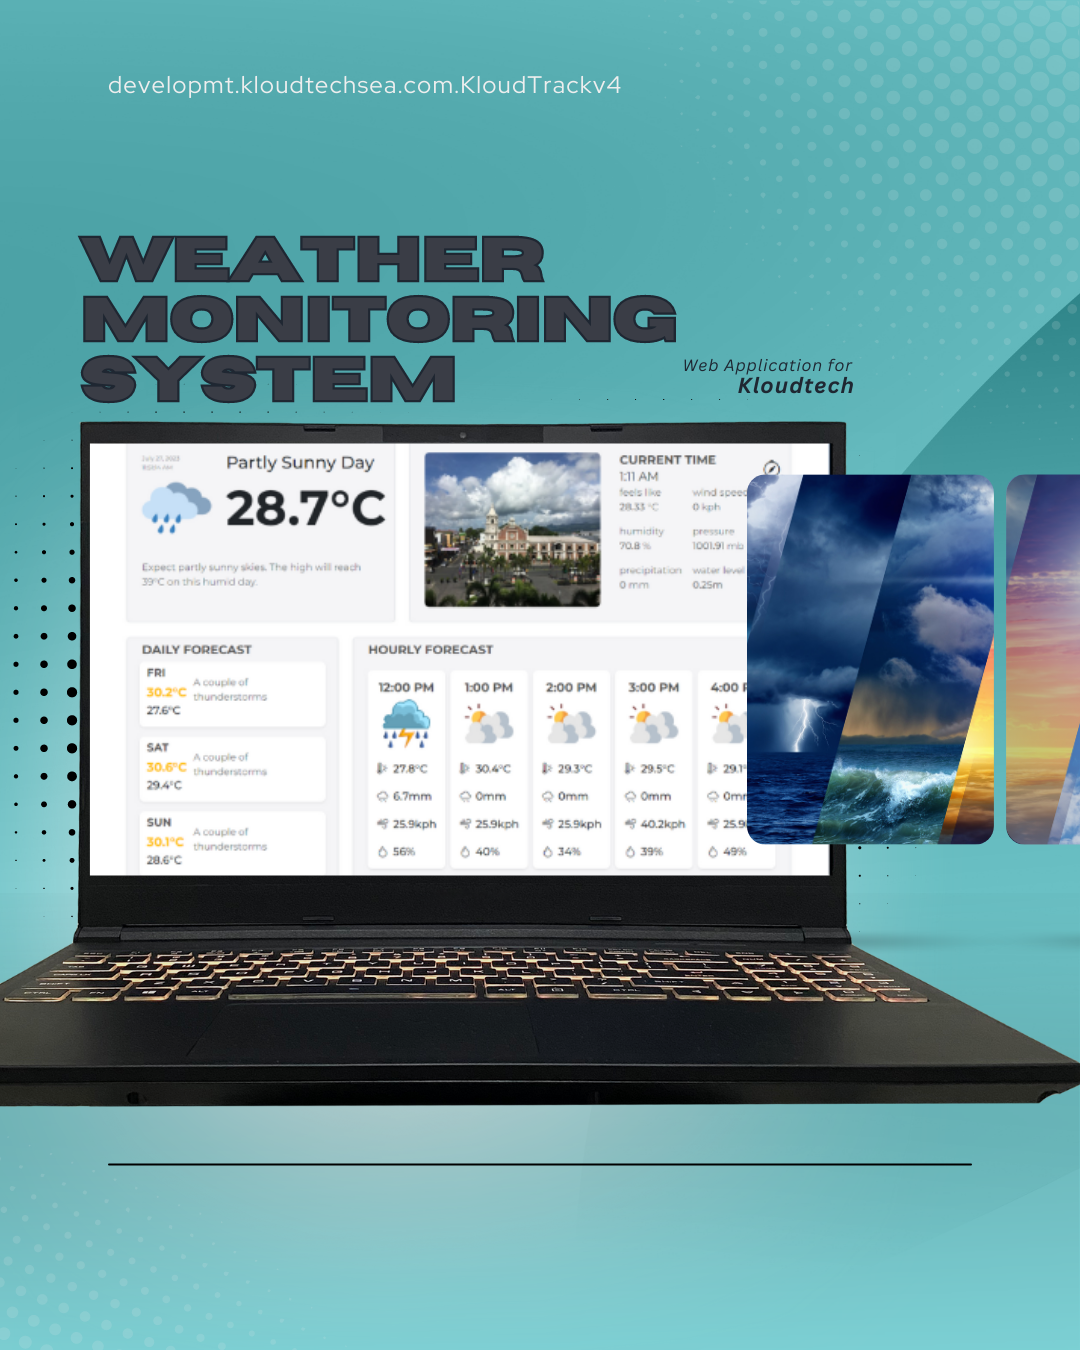 developmt.kloudtechsea.com.KloudTrackv4
WEATHER
MONITORING
SYSTEM
Web Application for
Kloudtech
Partly Sunny Day
28.7°C
Expect partly sunny skies. The high will reach
39°C on this humid day.
CURRENT TIME
1:11 AM
feels like wind speed
28.33 °C 0 kph
humidity pressure
70.8 % 1001.91 mb
precipitation water level
0 mm 0.25m
DAILY FORECAST
FRI
30.2°C
27.6°C
A couple of
thunderstorms
SAT
30.6°C
29.4°C
A couple of
thunderstorms
SUN
30.1°C
28.6°C
A couple of
thunderstorms
HOURLY FORECAST
12:00 PM 1:00 PM 2:00 PM 3:00 PM 4:00
27.8°C 30.4°C 29.3°C 29.5°C 29.1°
6.7mm 0mm 0mm 0mm
25.9kph 25.9kph 25.9kph 40.2kph
56% 40% 34% 39% 49%